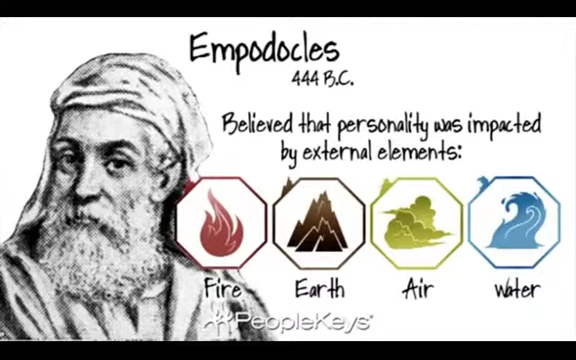 Empodocles
444 B.C.
Believed that personality was impacted
by external elements:
Fire Earth Air Water
PeopleKeys®